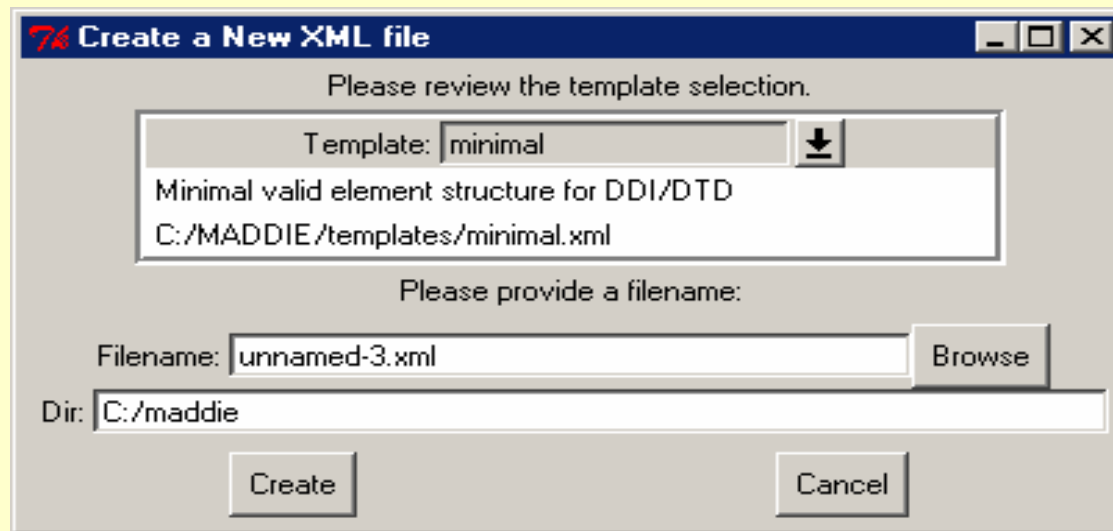 Create a New XML file
Please review the template selection.
Template: minimal
Minimal valid element structure for DDI/DTD
C:/MADDIE/templates/minimal.xml
Please provide a filename:
Filename: unnamed-3.xml Browse
Dir: C:/maddie
Create Cancel